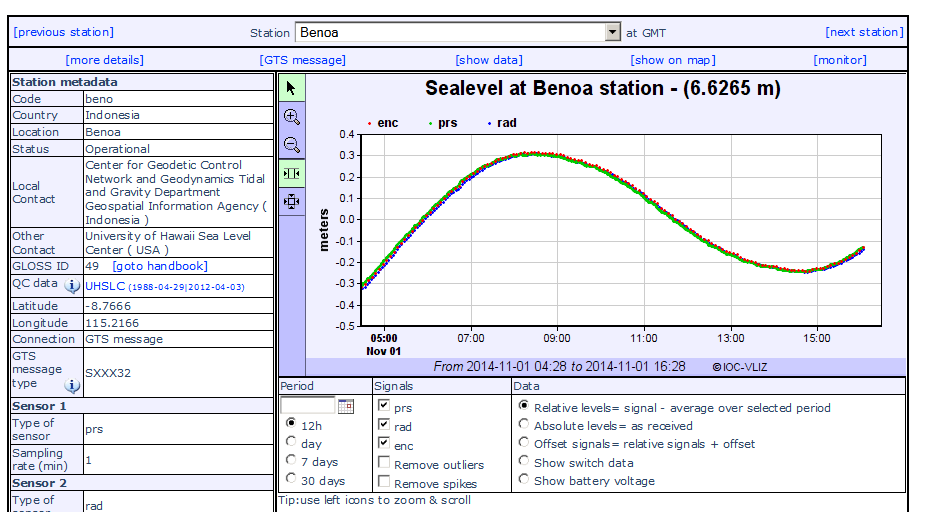 [previous station] Station Benoa at GMT [next station]
[more details] [GTS message] [show data] [show on map] [monitor]
Station metadata
Code beno
Country Indonesia
Location Benoa
Status Operational
Local
Contact
Center for Geodetic Control
Network and Geodynamics Tidal
and Gravity Department
Geospatial Information Agency (
Indonesia )
Other
Contact
University of Hawaii Sea Level
Center ( USA )
GLOSS ID 49 [goto handbook]
QC data i UHSLC (1988-04-29|2012-04-03)
Latitude -8.7666
Longitude 115.2166
Connection GTS message
GTS
message
type i
SXXX32
Sensor 1
Type of
sensor
prs
Sampling
rate (min)
1
Sensor 2
Type of
sensor
rad
Sealevel at Benoa station - (6.6265 m)
enc prs rad
meters
0.4
0.3
0.2
0.1
0.0
-0.1
-0.2
-0.3
-0.4
-0.5
05:00 07:00 09:00 11:00 13:00 15:00
Nov 01
From 2014-11-01 04:28 to 2014-11-01 16:28 ©IOC-VLIZ
Period
12h
day
7 days
30 days
Signals
prs
rad
enc
Remove outliers
Remove spikes
Data
Relative levels= signal - average over selected period
Absolute levels= as received
Offset signals= relative signals + offset
Show switch data
Show battery voltage
Tip:use left icons to zoom & scroll